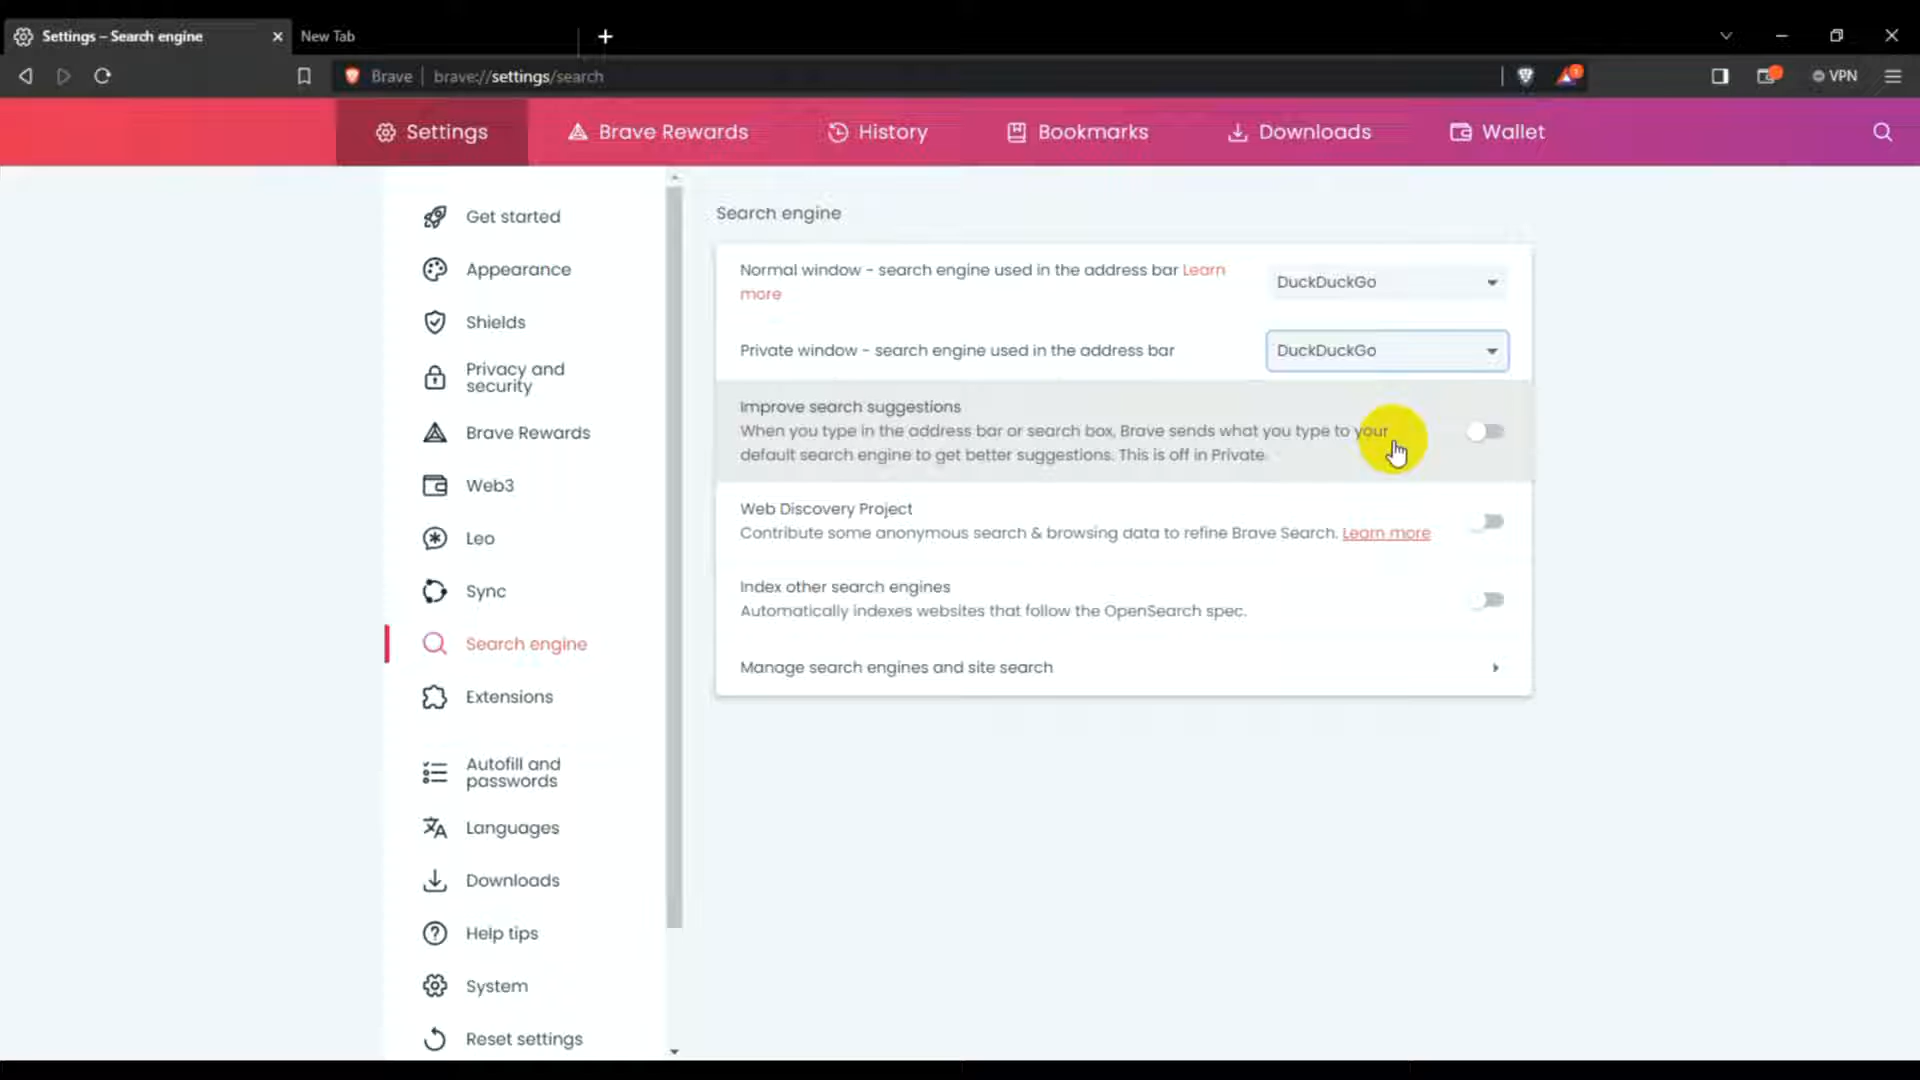 Settings – Search engine
New Tab
Brave
brave://settings/search
1
VPN
Settings
Brave Rewards
History
Bookmarks
Downloads
Wallet
Get started
Appearance
Shields
Privacy and
security
Brave Rewards
Web3
Leo
Sync
Search engine
Extensions
Autofill and
passwords
Languages
Downloads
Help tips
System
Reset settings
Search engine
Normal window - search engine used in the address bar Learn
more
DuckDuckGo
Private window - search engine used in the address bar
DuckDuckGo
Improve search suggestions
When you type in the address bar or search box, Brave sends what you type to your
default search engine to get better suggestions. This is off in Private.
Web Discovery Project
Contribute some anonymous search & browsing data to refine Brave Search. Learn more
Index other search engines
Automatically indexes websites that follow the OpenSearch spec.
Manage search engines and site search